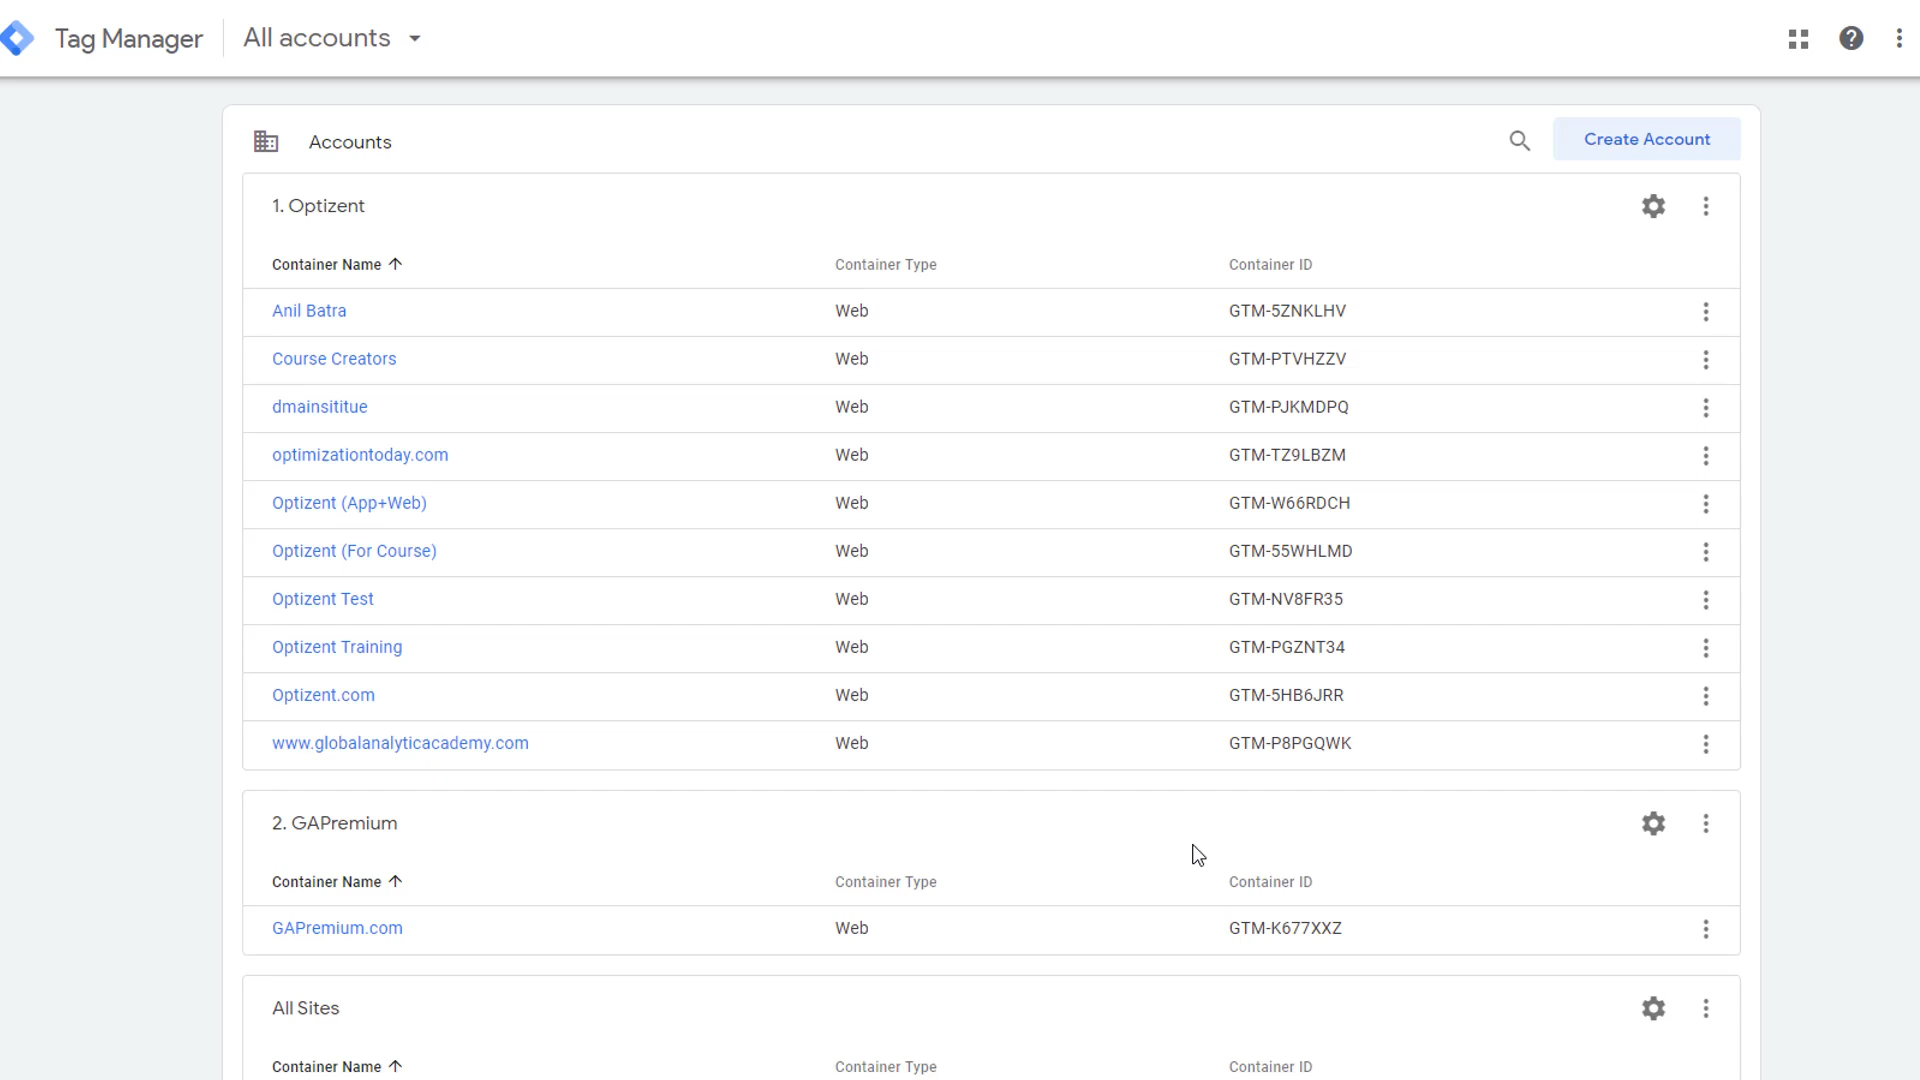 Tag Manager All accounts
Accounts Create Account
1. Optizent
Container Name Container Type Container ID
Anil Batra Web GTM-5ZNKLHV
Course Creators Web GTM-PTVHZZV
dmainsititue Web GTM-PJKMDPQ
optimizationtoday.com Web GTM-TZ9LBZM
Optizent (App+Web) Web GTM-W66RDCH
Optizent (For Course) Web GTM-55WHLMD
Optizent Test Web GTM-NV8FR35
Optizent Training Web GTM-PGZNT34
Optizent.com Web GTM-5HB6JRR
www.globalanalyticacademy.com Web GTM-P8PGQWK
2. GAPremium
Container Name Container Type Container ID
GAPremium.com Web GTM-K677XXZ
All Sites
Container Name Container Type Container ID